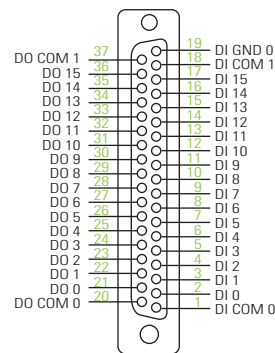 37 DO COM 1
36 DO 15
35 DO 14
34 DO 13
33 DO 12
32 DO 11
31 DO 10
30 DO 9
29 DO 8
28 DO 7
27 DO 6
26 DO 5
25 DO 4
24 DO 3
23 DO 2
22 DO 1
21 DO 0
20 DO COM 0
19 DI GND 0
18 DI COM 1
17 DI 15
16 DI 14
15 DI 13
14 DI 12
13 DI 11
12 DI 10
11 DI 9
10 DI 8
9 DI 7
8 DI 6
7 DI 5
6 DI 4
5 DI 3
4 DI 2
3 DI 1
2 DI 0
1 DI COM 0